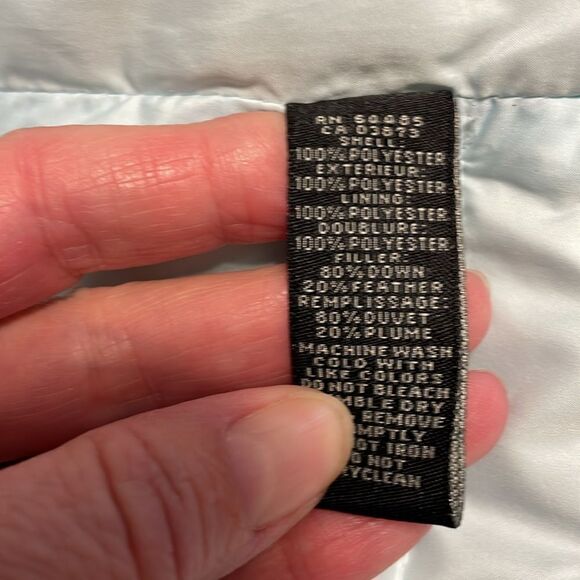 RN 54485
CA 03873
SHELL:
100% POLYESTER
EXTERIEUR:
100% POLYESTER
LINING:
100% POLYESTER
DOUBLURE:
100% POLYESTER
FILLER:
80% DOWN
20% FEATHER
REMPLISSAGE:
80% DUVET
20% PLUME
MACHINE WASH
COLD WITH
LIKE COLORS
DO NOT BLEACH
DRY
REMOVE
IRON
NOT